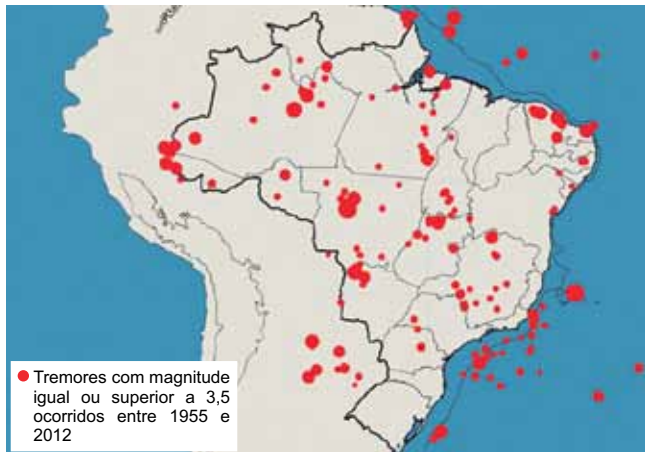 Tremores com magnitude
igual ou superior a 3,5
ocorridos entre 1955 e
2012